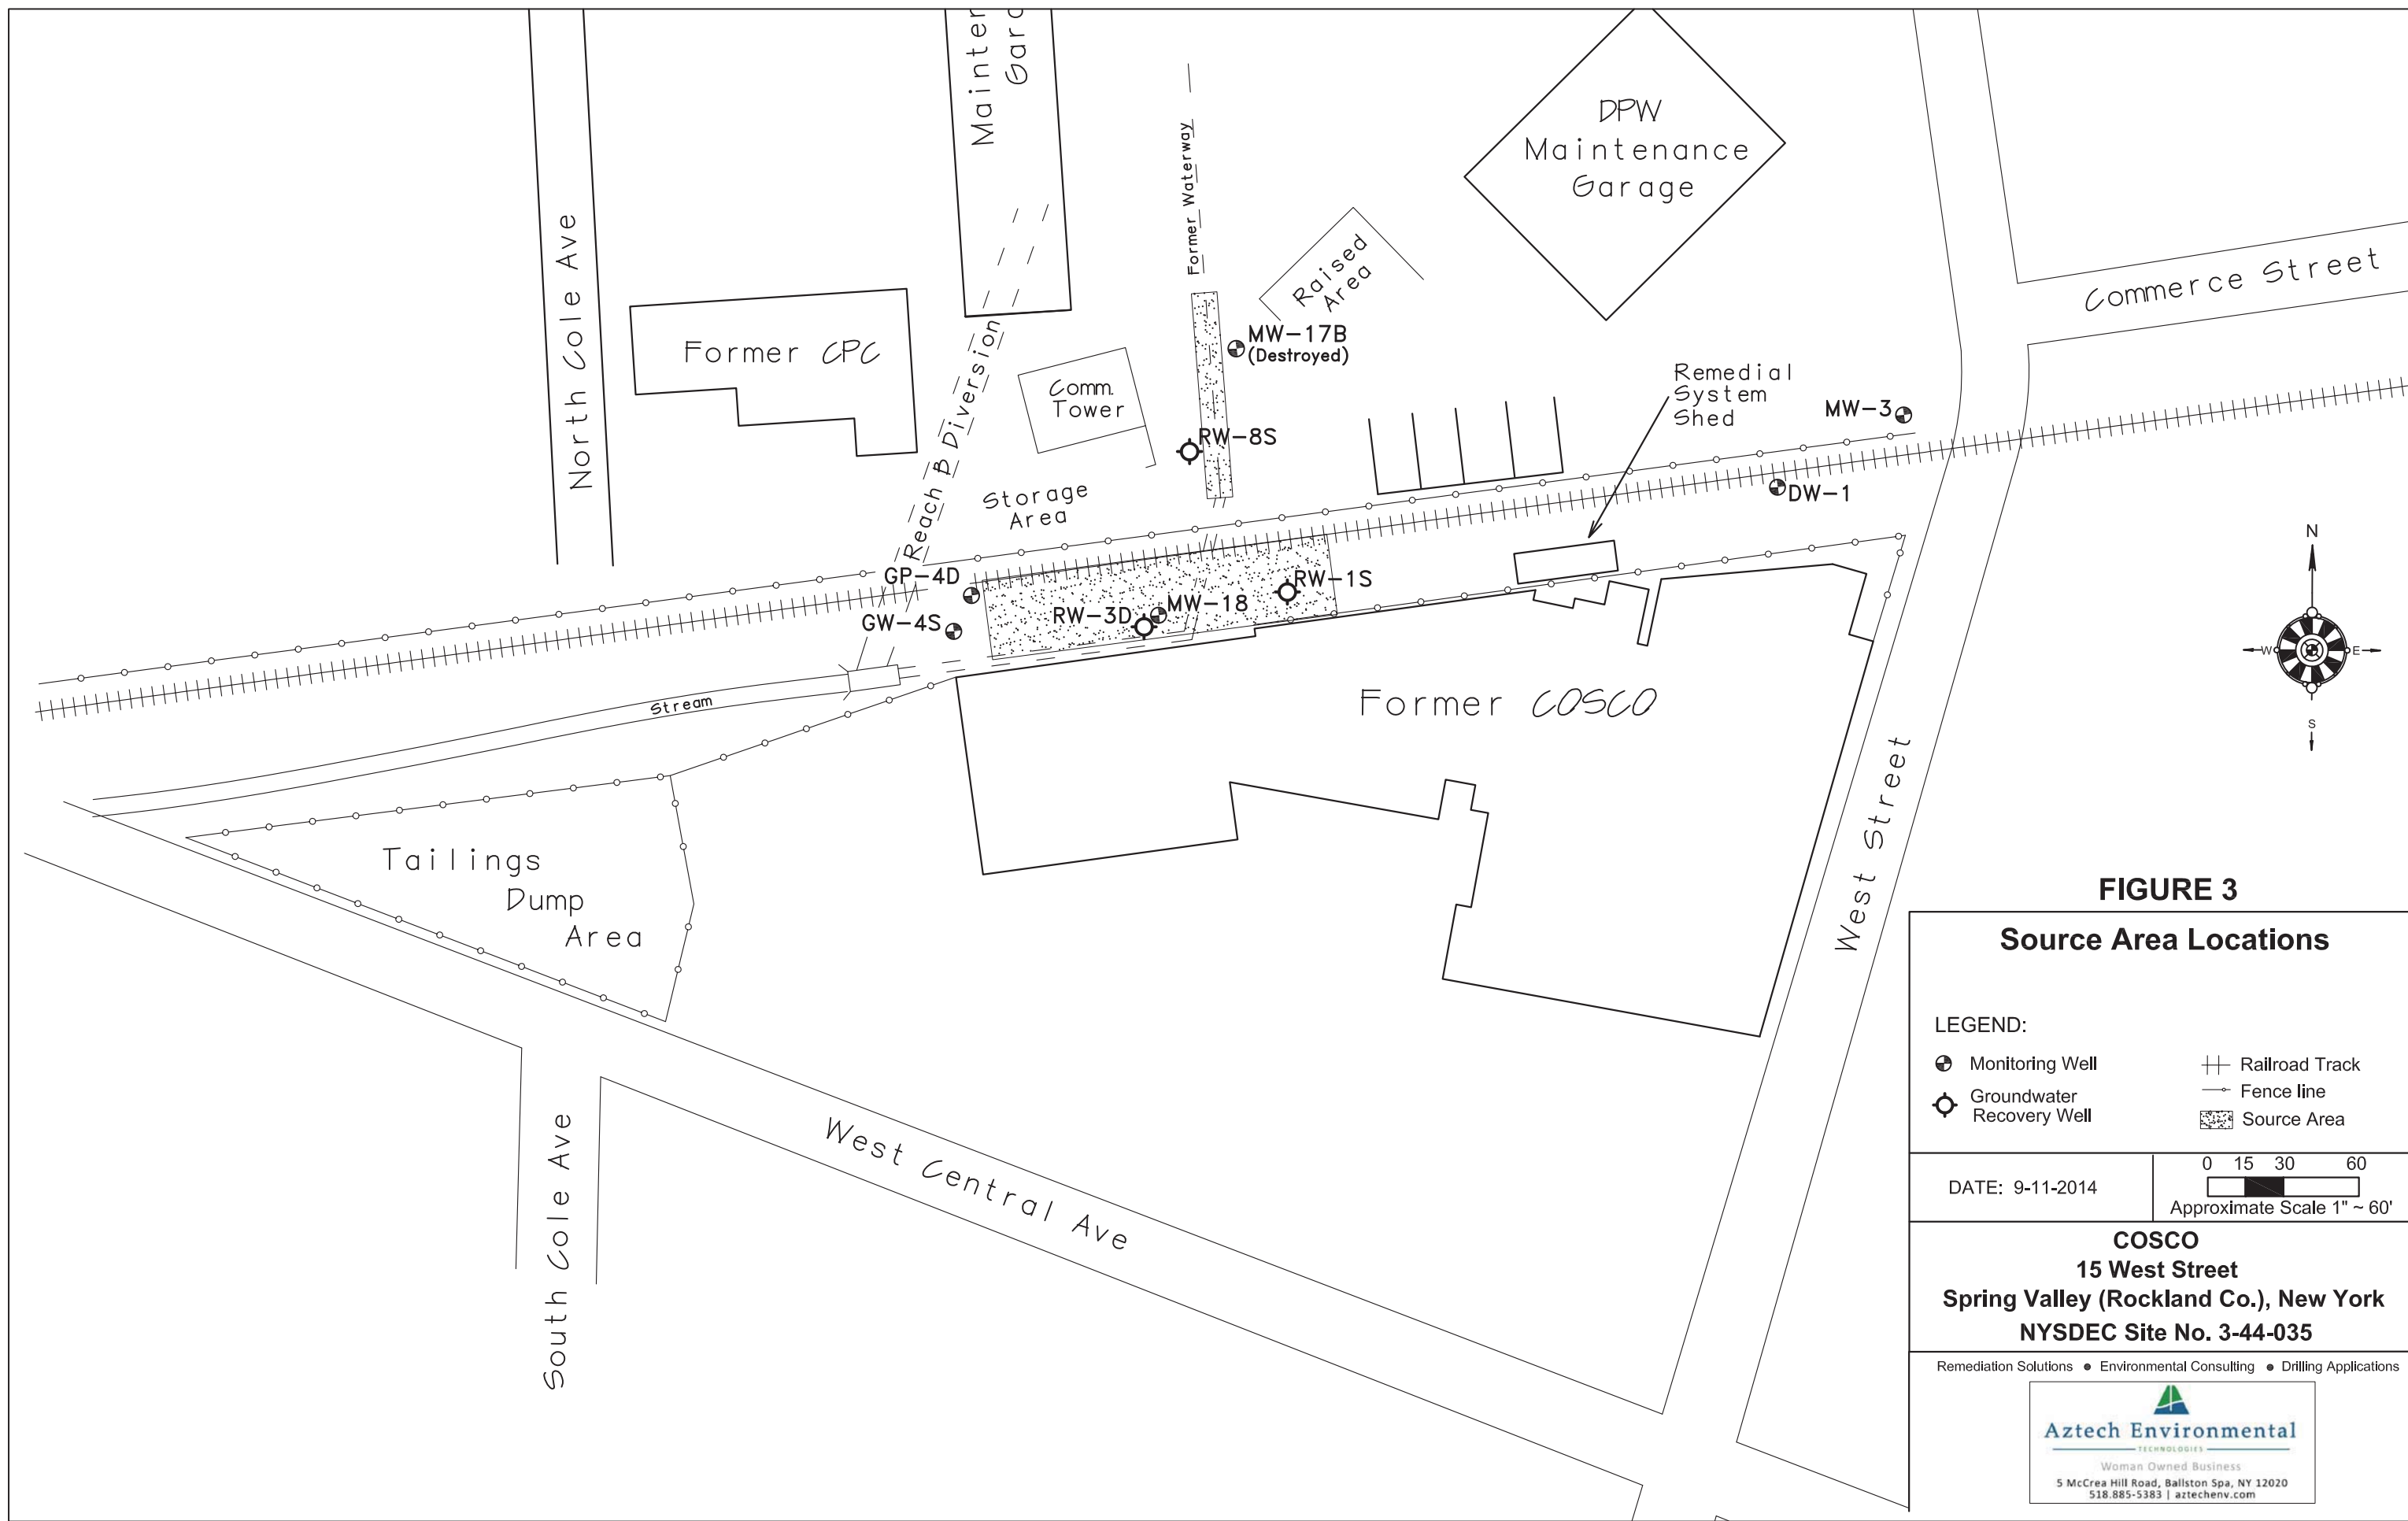 Mainter
Garc
DPW
Maintenance
Garage
Former Waterway
North Cole Ave
Raised
Area
Commerce Street
Former CPC
Reach B Diversion
Comm.
Tower
MW-17B
(Destroyed)
Remedial
System
Shed
MW-3
RW-8S
DW-1
Storage
Area
GP-4D
RW-1S
GW-4S
RW-3D
MW-18
N
W
E
S
Stream
Former COSCO
West Street
Tailings
Dump
Area
South Cole Ave
West Central Ave
FIGURE 3
Source Area Locations
LEGEND:
Monitoring Well
Groundwater
Recovery Well
Railroad Track
Fence line
Source Area
DATE: 9-11-2014
0 15 30 60
Approximate Scale 1" ~ 60'
COSCO
15 West Street
Spring Valley (Rockland Co.), New York
NYSDEC Site No. 3-44-035
Remediation Solutions ● Environmental Consulting ● Drilling Applications
Aztech Environmental
TECHNOLOGIES
Woman Owned Business
5 McCrea Hill Road, Ballston Spa, NY 12020
518.885-5383 | aztechenv.com